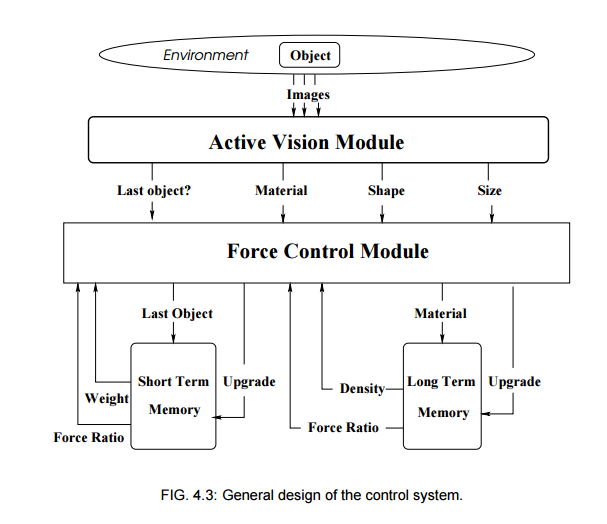 Environment
Object
Images
Active Vision Module
Last object?
Material
Shape
Size
Force Control Module
Last Object
Material
Short Term
Memory
Upgrade
Weight
Force Ratio
Long Term
Memory
Upgrade
Density
Force Ratio
FIG. 4.3: General design of the control system.